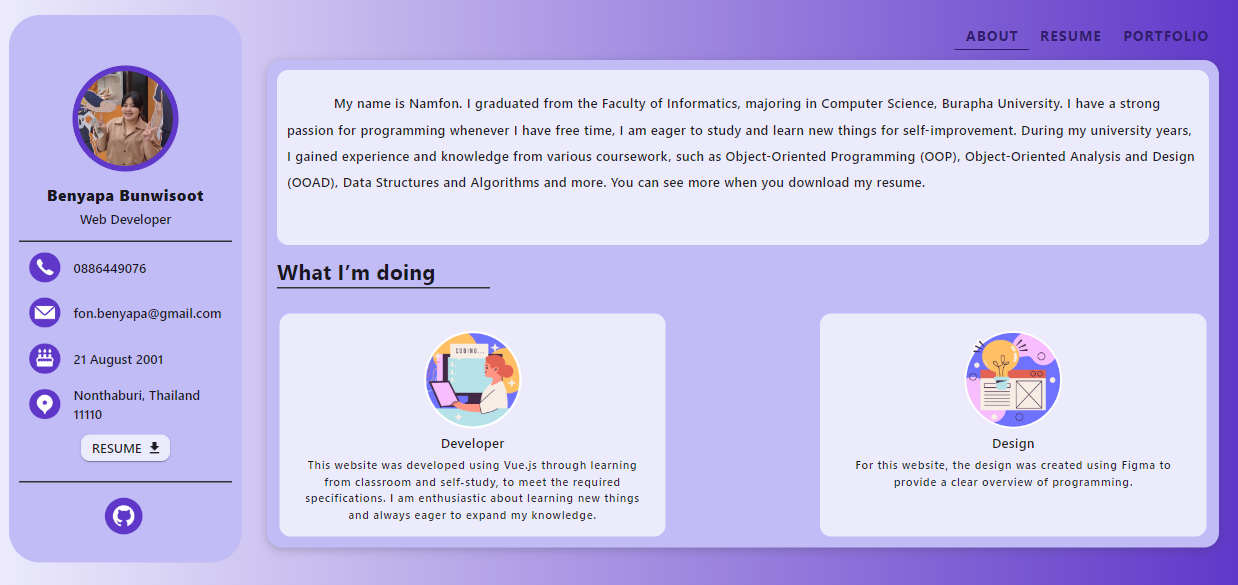 ABOUT RESUME PORTFOLIO
Benyapa Bunwisoot
Web Developer
0886449076
fon.benyapa@gmail.com
21 August 2001
Nonthaburi, Thailand
11110
RESUME
My name is Namfon. I graduated from the Faculty of Informatics, majoring in Computer Science, Burapha University. I have a strong
passion for programming whenever I have free time, I am eager to study and learn new things for self-improvement. During my university years,
I gained experience and knowledge from various coursework, such as Object-Oriented Programming (OOP), Object-Oriented Analysis and Design
(OOAD), Data Structures and Algorithms and more. You can see more when you download my resume.
What I’m doing
CODING...
Developer
This website was developed using Vue.js through learning
from classroom and self-study, to meet the required
specifications. I am enthusiastic about learning new things
and always eager to expand my knowledge.
Design
For this website, the design was created using Figma to
provide a clear overview of programming.